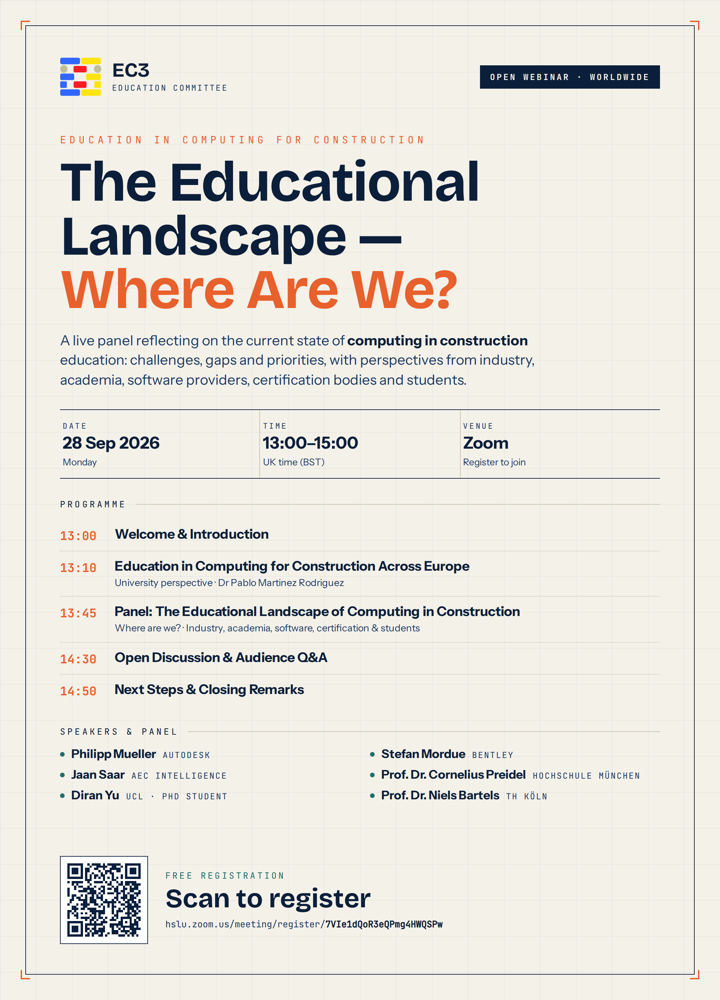 EC3
EDUCATION COMMITTEE
OPEN WEBINAR · WORLDWIDE
EDUCATION IN COMPUTING FOR CONSTRUCTION
The Educational
Landscape —
Where Are We?
A live panel reflecting on the current state of computing in construction
education: challenges, gaps and priorities, with perspectives from industry,
academia, software providers, certification bodies and students.
DATE
28 Sep 2026
Monday
TIME
13:00–15:00
UK time (BST)
VENUE
Zoom
Register to join
PROGRAMME
13:00 Welcome & Introduction
13:10 Education in Computing for Construction Across Europe
University perspective · Dr Pablo Martinez Rodriguez
13:45 Panel: The Educational Landscape of Computing in Construction
Where are we? · Industry, academia, software, certification & students
14:30 Open Discussion & Audience Q&A
14:50 Next Steps & Closing Remarks
SPEAKERS & PANEL
Philipp Mueller AUTODESK
Stefan Mordue BENTLEY
Jaan Saar AEC INTELLIGENCE
Prof. Dr. Cornelius Preidel HOCHSCHULE MÜNCHEN
Diran Yu UCL · PHD STUDENT
Prof. Dr. Niels Bartels TH KÖLN
FREE REGISTRATION
Scan to register
hslu.zoom.us/meeting/register/7VIe1dQoR3eQPmg4HWQSPw